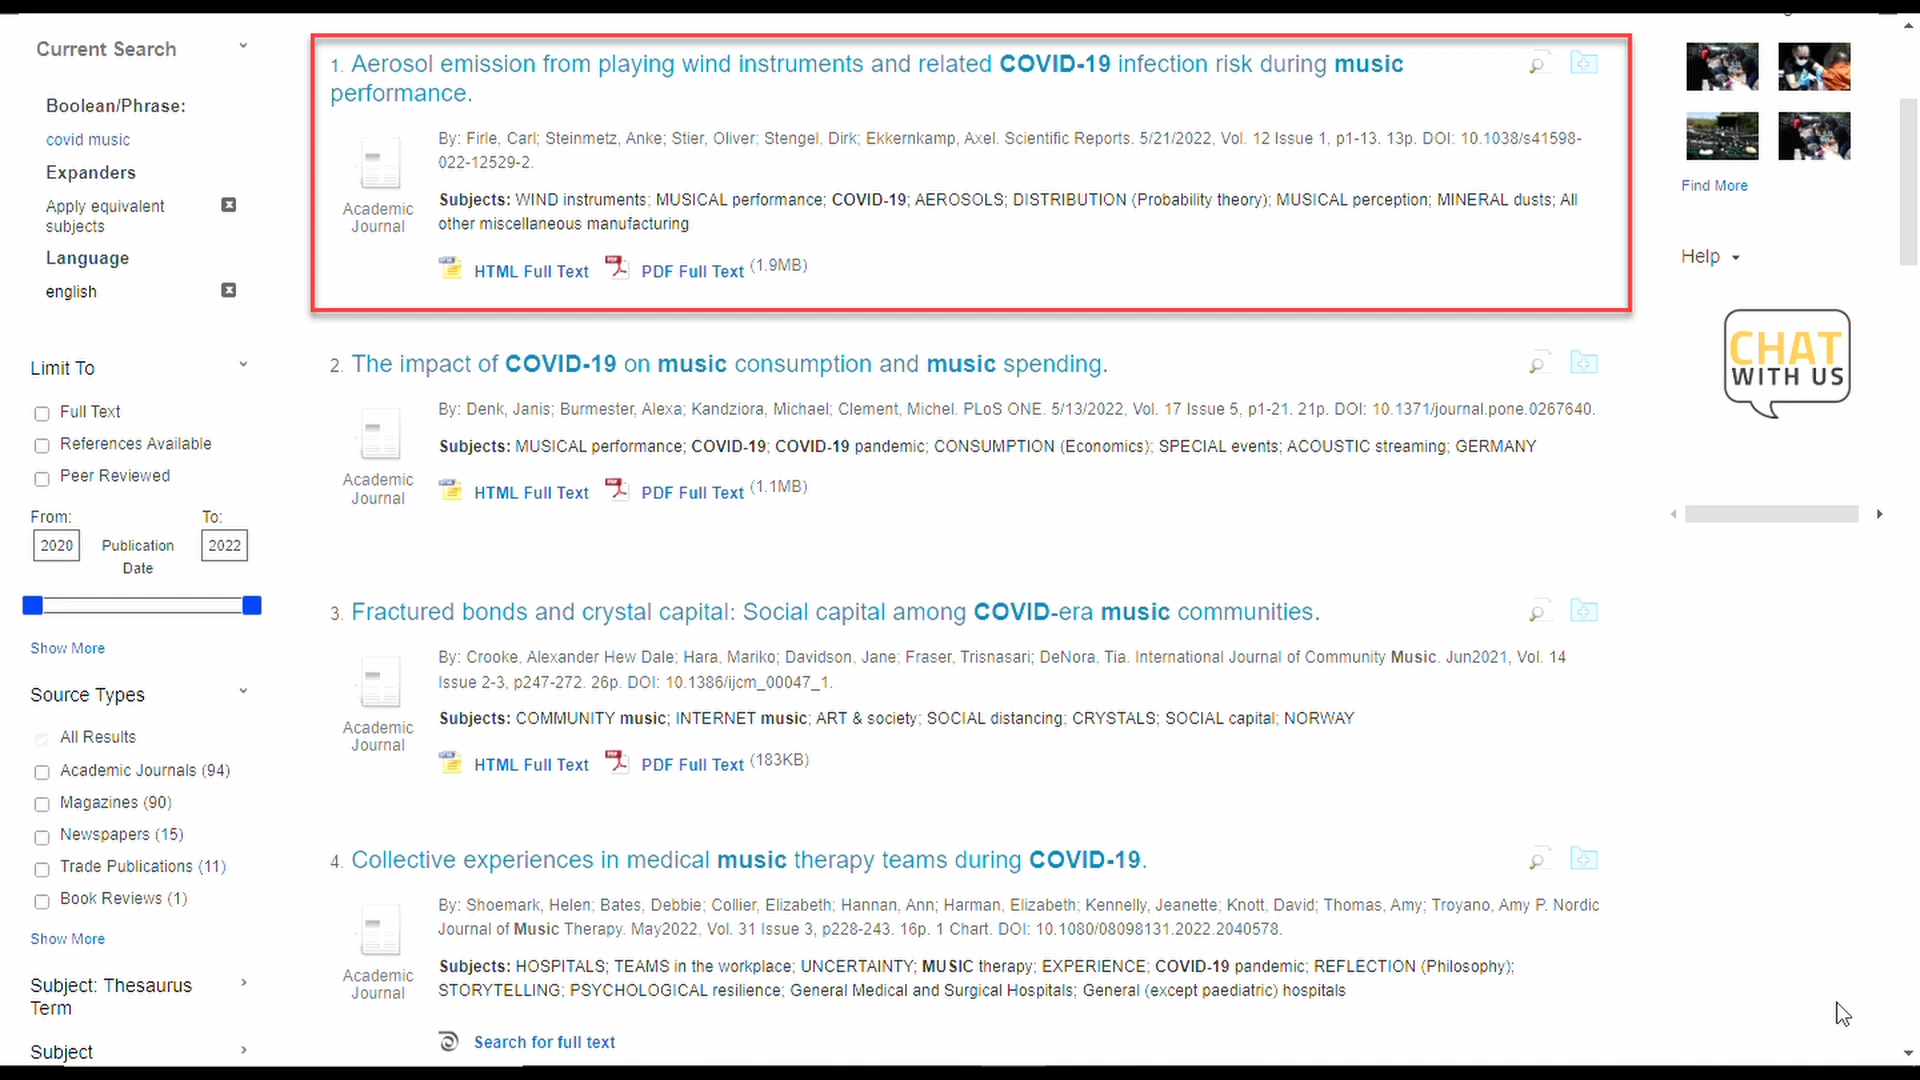 Current Search
Boolean/Phrase:
covid music
Expanders
Apply equivalent
subjects
Language
english
Limit To
Full Text
References Available
Peer Reviewed
From:
To:
2020
Publication
Date
2022
Show More
Source Types
All Results
Academic Journals (94)
Magazines (90)
Newspapers (15)
Trade Publications (11)
Book Reviews (1)
Show More
Subject: Thesaurus
Term
Subject
1. Aerosol emission from playing wind instruments and related COVID-19 infection risk during music
performance.
Academic
Journal
By: Firle, Carl; Steinmetz, Anke; Stier, Oliver; Stengel, Dirk; Ekkernkamp, Axel. Scientific Reports. 5/21/2022, Vol. 12 Issue 1, p1-13. 13p. DOI: 10.1038/s41598-
022-12529-2.
Subjects: WIND instruments; MUSICAL performance; COVID-19; AEROSOLS; DISTRIBUTION (Probability theory); MUSICAL perception; MINERAL dusts; All
other miscellaneous manufacturing
HTML Full Text PDF Full Text (1.9MB)
2. The impact of COVID-19 on music consumption and music spending.
Academic
Journal
By: Denk, Janis; Burmester, Alexa; Kandziora, Michael; Clement, Michel. PLoS ONE. 5/13/2022, Vol. 17 Issue 5, p1-21. 21p. DOI: 10.1371/journal.pone.0267640.
Subjects: MUSICAL performance; COVID-19; COVID-19 pandemic; CONSUMPTION (Economics); SPECIAL events; ACOUSTIC streaming; GERMANY
HTML Full Text PDF Full Text (1.1MB)
3. Fractured bonds and crystal capital: Social capital among COVID-era music communities.
Academic
Journal
By: Crooke, Alexander Hew Dale; Hara, Mariko; Davidson, Jane; Fraser, Trisnasari; DeNora, Tia. International Journal of Community Music. Jun2021, Vol. 14
Issue 2-3, p247-272. 26p. DOI: 10.1386/ijcm_00047_1.
Subjects: COMMUNITY music; INTERNET music; ART & society; SOCIAL distancing; CRYSTALS; SOCIAL capital; NORWAY
HTML Full Text PDF Full Text (183KB)
4. Collective experiences in medical music therapy teams during COVID-19.
Academic
Journal
By: Shoemark, Helen; Bates, Debbie; Collier, Elizabeth; Hannan, Ann; Harman, Elizabeth; Kennelly, Jeanette; Knott, David; Thomas, Amy; Troyano, Amy P. Nordic
Journal of Music Therapy. May2022, Vol. 31 Issue 3, p228-243. 16p. 1 Chart. DOI: 10.1080/08098131.2022.2040578.
Subjects: HOSPITALS; TEAMS in the workplace; UNCERTAINTY; MUSIC therapy; EXPERIENCE; COVID-19 pandemic; REFLECTION (Philosophy);
STORYTELLING; PSYCHOLOGICAL resilience; General Medical and Surgical Hospitals; General (except paediatric) hospitals
Search for full text
Find More
Help
CHAT
WITH US